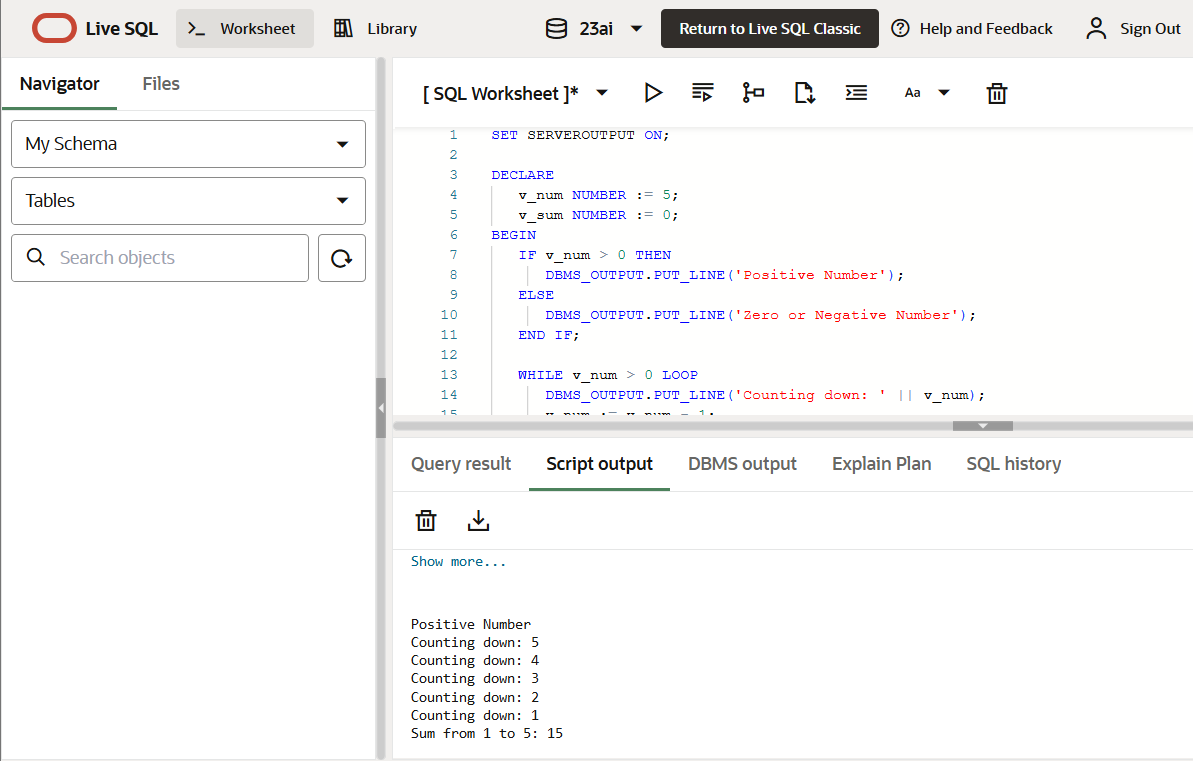 Live SQL
Worksheet
Library
23ai
Return to Live SQL Classic
Help and Feedback
Sign Out
Navigator
Files
My Schema
Tables
Search objects
[ SQL Worksheet ]*
Aa
1 SET SERVEROUTPUT ON;
2
3 DECLARE
4 v_num NUMBER := 5;
5 v_sum NUMBER := 0;
6 BEGIN
7 IF v_num > 0 THEN
8 DBMS_OUTPUT.PUT_LINE('Positive Number');
9 ELSE
10 DBMS_OUTPUT.PUT_LINE('Zero or Negative Number');
11 END IF;
12
13 WHILE v_num > 0 LOOP
14 DBMS_OUTPUT.PUT_LINE('Counting down: ' || v_num);
15 v_num := v_num - 1;
Query result
Script output
DBMS output
Explain Plan
SQL history
Show more...
Positive Number
Counting down: 5
Counting down: 4
Counting down: 3
Counting down: 2
Counting down: 1
Sum from 1 to 5: 15